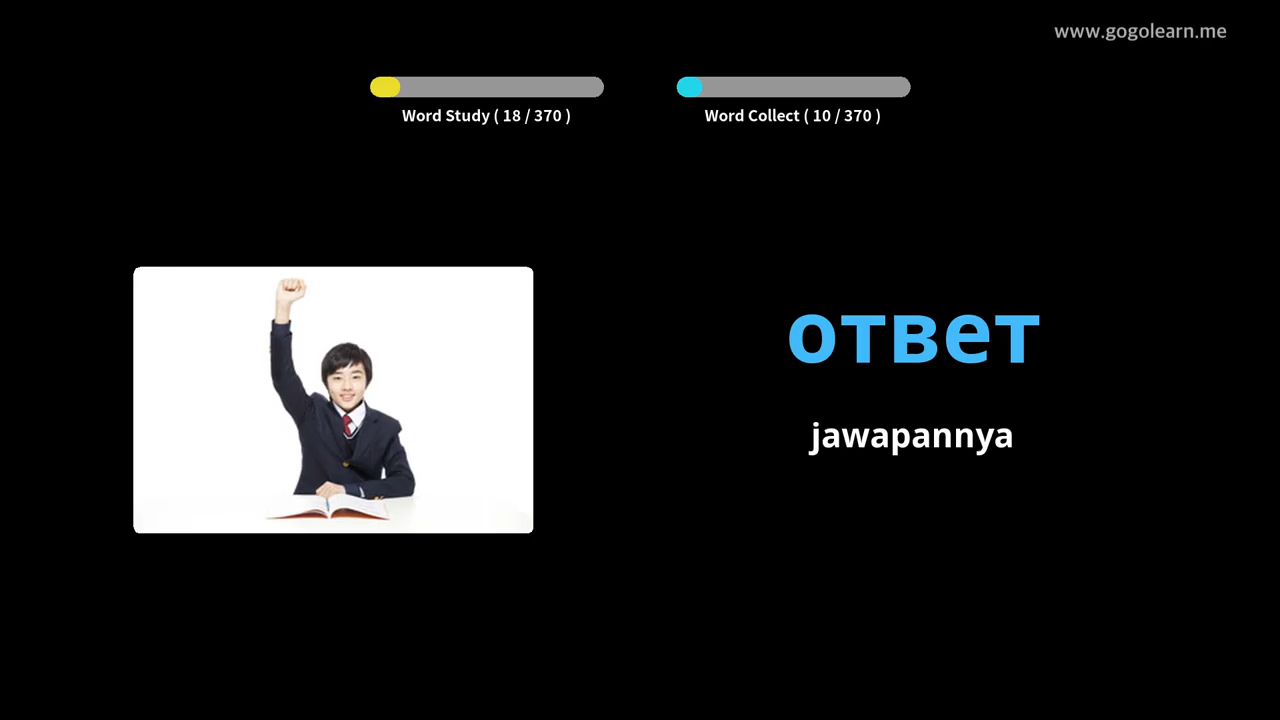 www.gogolearn.me
Word Study ( 18 / 370 )
Word Collect ( 10 / 370 )
ответ
jawapannya